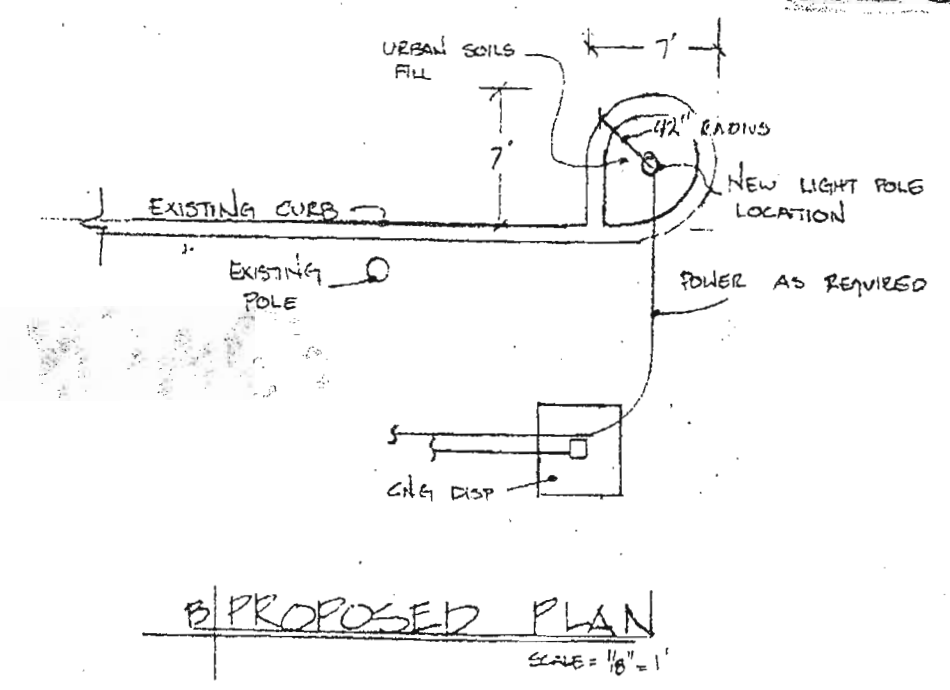 URBAN SOILS
FILL
7'
7'
42" RADIUS
NEW LIGHT POLE
LOCATION
EXISTING CURB
EXISTING
POLE
POWER AS REQUIRED
CNG DISP
B PROPOSED PLAN
SCALE = 1/8" = 1'